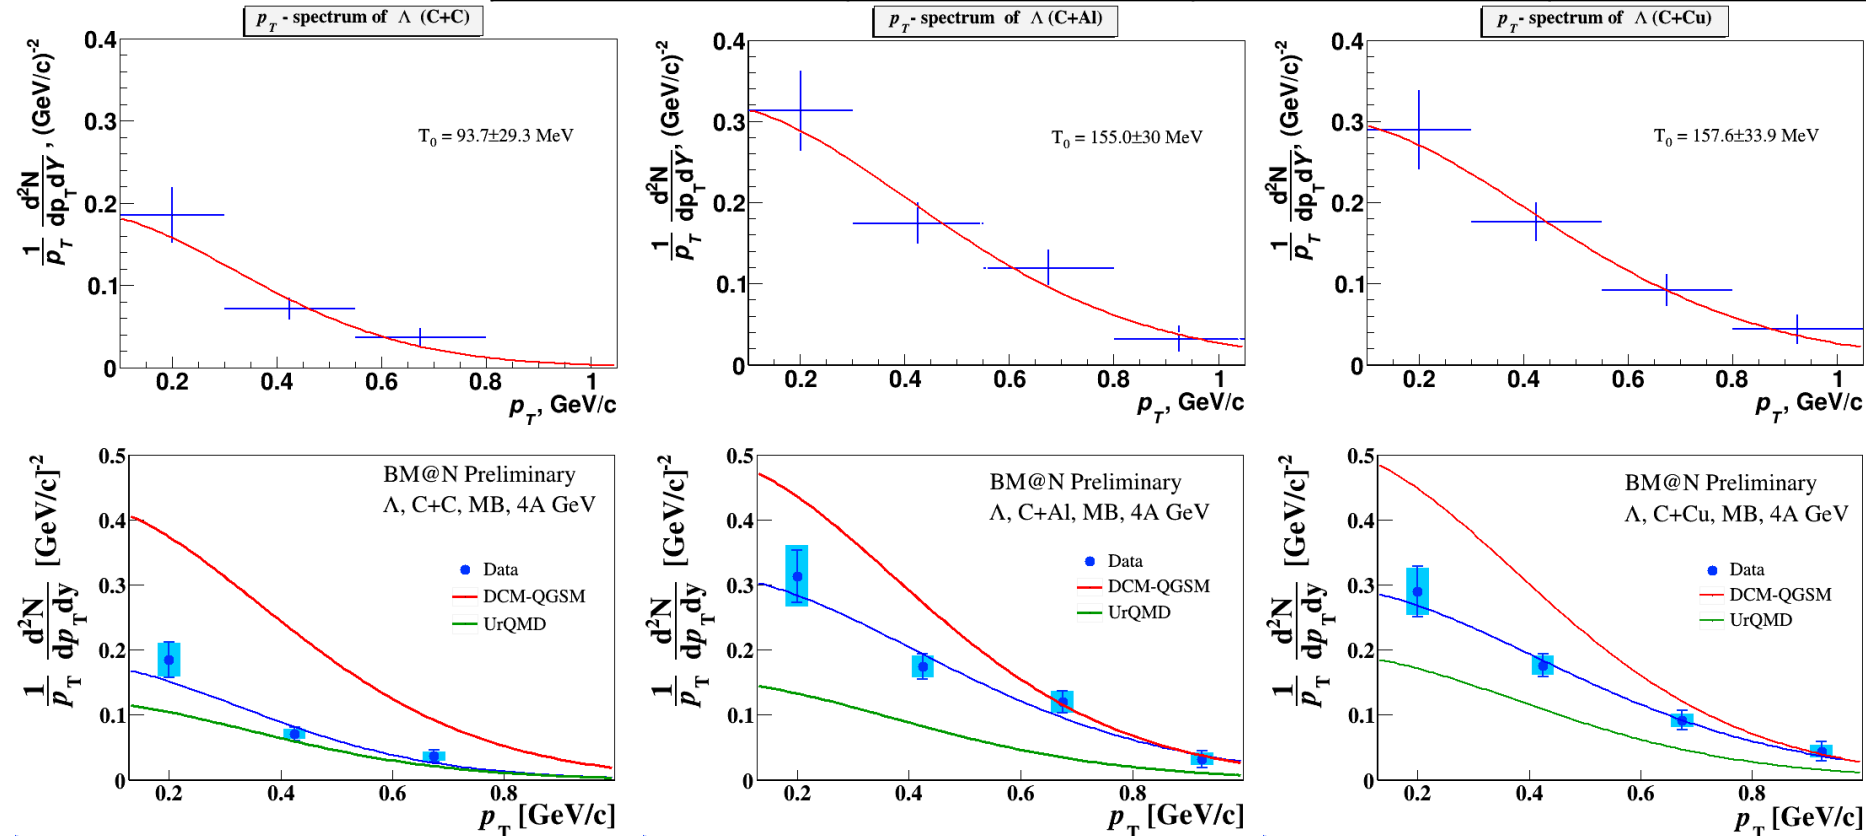 p_T - spectrum of Λ (C+C)
0.4
0.3
0.2
0.1
0
1/p_T d²N/dp_T dY, (GeV/c)⁻²
T₀ = 93.7±29.3 MeV
0.2 0.4 0.6 0.8 1
p_T, GeV/c
p_T - spectrum of Λ (C+Al)
0.4
0.3
0.2
0.1
0
1/p_T d²N/dp_T dY, (GeV/c)⁻²
T₀ = 155.0±30 MeV
0.2 0.4 0.6 0.8 1
p_T, GeV/c
p_T - spectrum of Λ (C+Cu)
0.4
0.3
0.2
0.1
0
1/p_T d²N/dp_T dY, (GeV/c)⁻²
T₀ = 157.6±33.9 MeV
0.2 0.4 0.6 0.8 1
p_T, GeV/c
0.5
0.4
0.3
0.2
0.1
0
1/p_T d²N/dp_T dy [GeV/c]⁻²
BM@N Preliminary
Λ, C+C, MB, 4A GeV
Data
DCM-QGSM
UrQMD
0.2 0.4 0.6 0.8
p_T [GeV/c]
0.5
0.4
0.3
0.2
0.1
0
1/p_T d²N/dp_T dy [GeV/c]⁻²
BM@N Preliminary
Λ, C+Al, MB, 4A GeV
Data
DCM-QGSM
UrQMD
0.2 0.4 0.6 0.8
p_T [GeV/c]
0.5
0.4
0.3
0.2
0.1
0
1/p_T d²N/dp_T dy [GeV/c]⁻²
BM@N Preliminary
Λ, C+Cu, MB, 4A GeV
Data
DCM-QGSM
UrQMD
0.2 0.4 0.6 0.8
p_T [GeV/c]